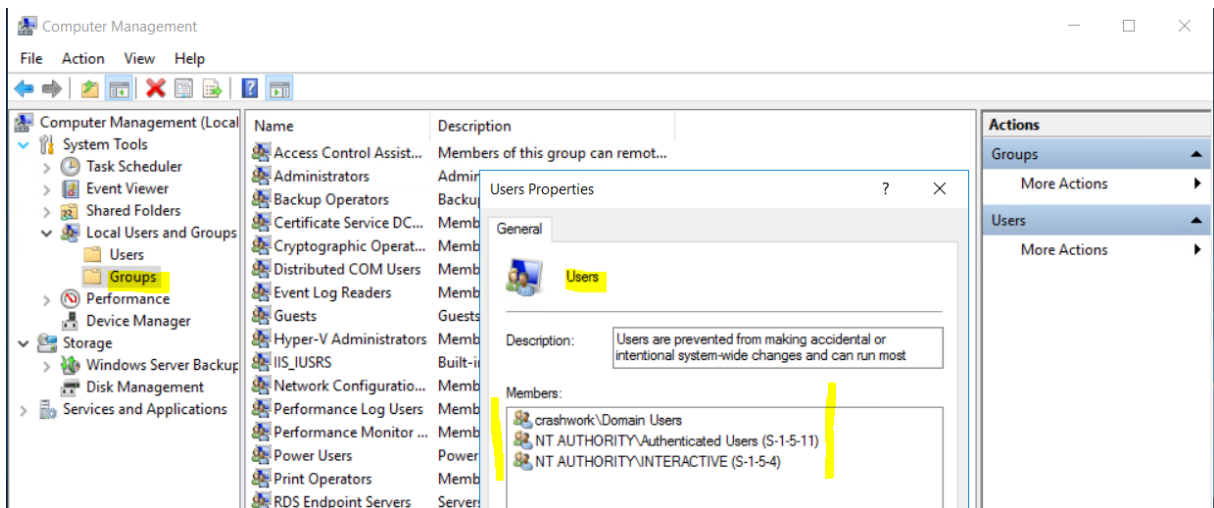 Computer Management
File Action View Help
Computer Management (Local
System Tools
Task Scheduler
Event Viewer
Shared Folders
Local Users and Groups
Users
Groups
Performance
Device Manager
Storage
Windows Server Backup
Disk Management
Services and Applications
Name Description
Access Control Assist... Members of this group can remot...
Administrators Admin
Backup Operators Backu
Certificate Service DC... Memb
Cryptographic Operat... Memb
Distributed COM Users Memb
Event Log Readers Memb
Guests Guests
Hyper-V Administrators Memb
IIS_IUSRS Built-i
Network Configuratio... Memb
Performance Log Users Memb
Performance Monitor ... Memb
Power Users Power
Print Operators Memb
RDS Endpoint Servers Servers
Users Properties ?
General
Users
Description: Users are prevented from making accidental or
intentional system-wide changes and can run most
Members:
crashwork\Domain Users
NT AUTHORITY\Authenticated Users (S-1-5-11)
NT AUTHORITY\INTERACTIVE (S-1-5-4)
Actions
Groups
More Actions
Users
More Actions